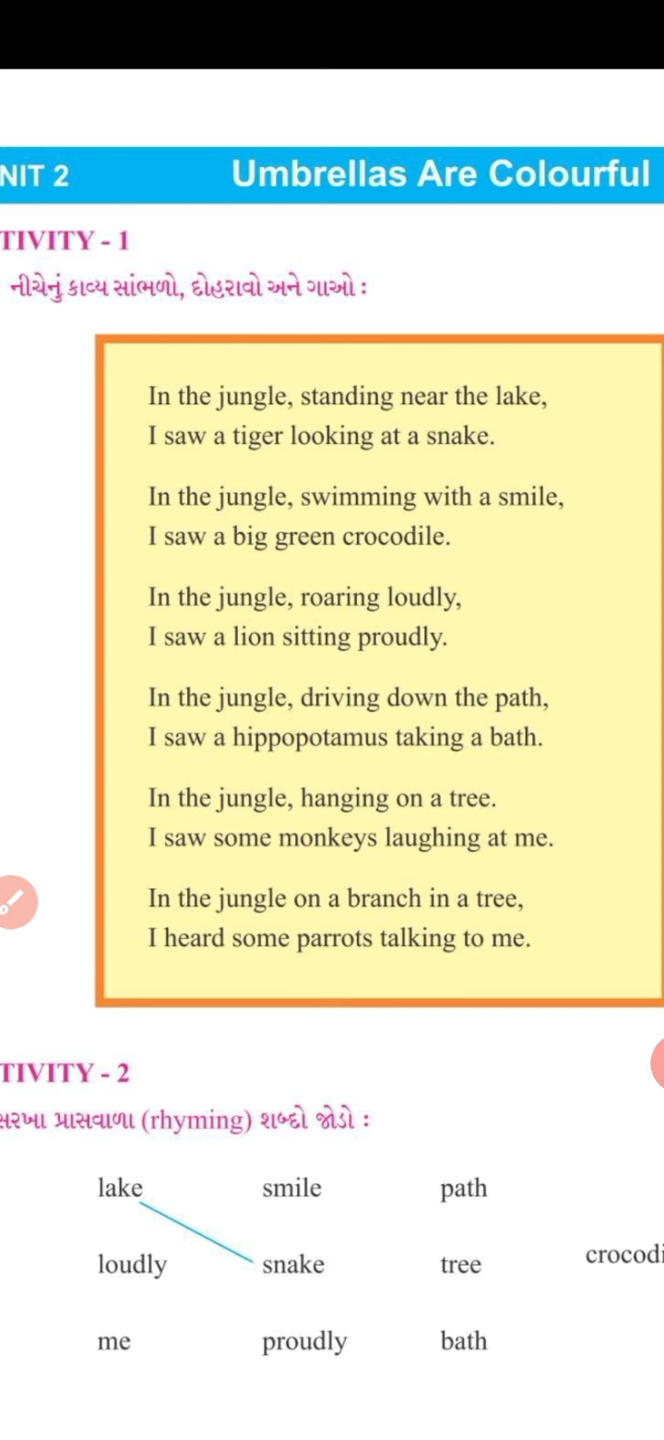 NIT 2 Umbrellas Are Colourful
TIVITY - 1
નીચેનું કાવ્ય સાંભળો, દોહરાવો અને ગાઓ :
In the jungle, standing near the lake,
I saw a tiger looking at a snake.
In the jungle, swimming with a smile,
I saw a big green crocodile.
In the jungle, roaring loudly,
I saw a lion sitting proudly.
In the jungle, driving down the path,
I saw a hippopotamus taking a bath.
In the jungle, hanging on a tree.
I saw some monkeys laughing at me.
In the jungle on a branch in a tree,
I heard some parrots talking to me.
TIVITY - 2
સરખા પ્રાસવાળા (rhyming) શબ્દો જોડો :
lake smile path
loudly snake tree crocodi
me proudly bath